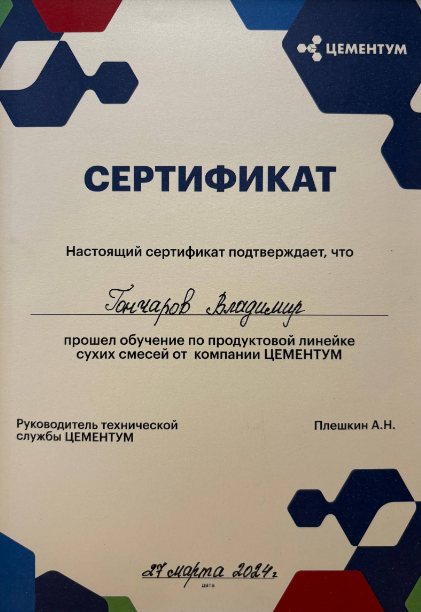 ЦЕМЕНТУМ
СЕРТИФИКАТ
Настоящий сертификат подтверждает, что
Гончаров Владимир
прошел обучение по продуктовой линейке
сухих смесей от компании ЦЕМЕНТУМ
Руководитель технической
службы ЦЕМЕНТУМ
Плешкин А.Н.
27 марта 2024 г
дата